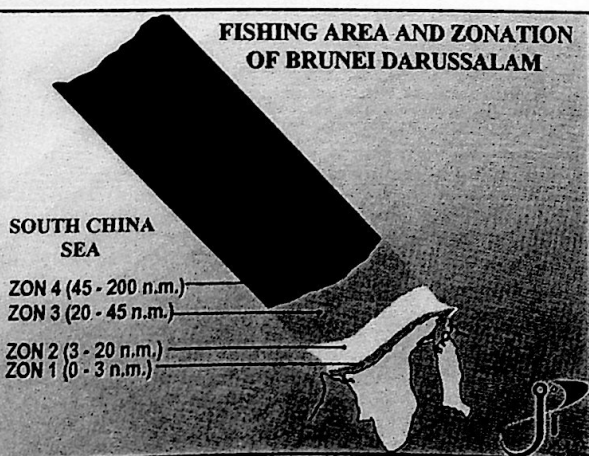 FISHING AREA AND ZONATION
OF BRUNEI DARUSSALAM
SOUTH CHINA
SEA
ZON 4 (45 - 200 n.m.)
ZON 3 (20 - 45 n.m.)
ZON 2 (3 - 20 n.m.)
ZON 1 (0 - 3 n.m.)